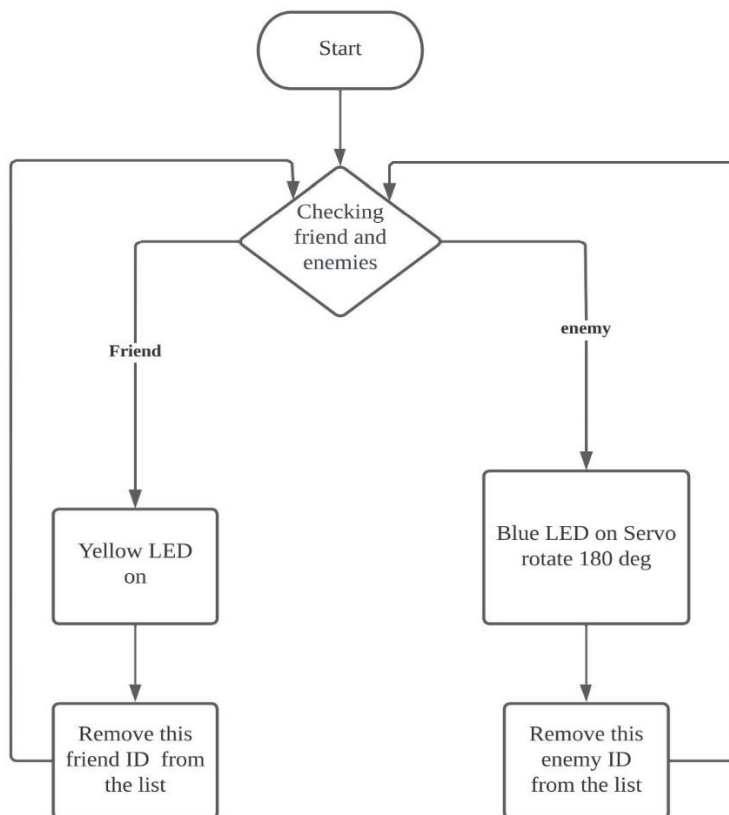 Start
Checking
friend and
enemies
Friend
enemy
Yellow LED
on
Blue LED on Servo
rotate 180 deg
Remove this
friend ID from
the list
Remove this
enemy ID
from the list